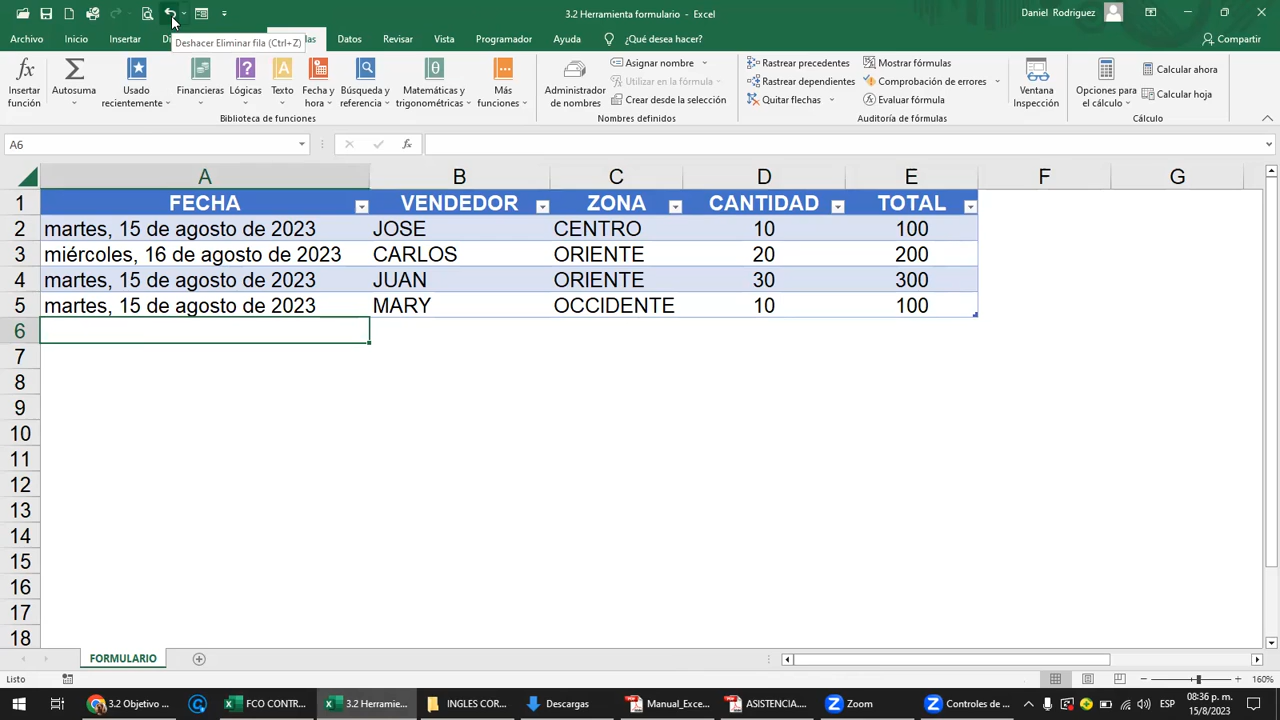 3.2 Herramienta formulario - Excel
Daniel Rodriguez
Archivo Inicio Insertar Datos Revisar Vista Programador Ayuda ¿Qué desea hacer? Compartir
Deshacer Eliminar fila (Ctrl+Z)
Insertar función
Autosuma
Usado recientemente
Financieras
Lógicas
Texto
Fecha y hora
Búsqueda y referencia
Matemáticas y trigonométricas
Más funciones
Biblioteca de funciones
Administrador de nombres
Asignar nombre
Utilizar en la fórmula
Crear desde la selección
Nombres definidos
Rastrear precedentes
Rastrear dependientes
Quitar flechas
Mostrar fórmulas
Comprobación de errores
Evaluar fórmula
Auditoría de fórmulas
Ventana Inspección
Opciones para el cálculo
Calcular ahora
Calcular hoja
Cálculo
A6
fx
A B C D E F G
1 FECHA VENDEDOR ZONA CANTIDAD TOTAL
2 martes, 15 de agosto de 2023 JOSE CENTRO 10 100
3 miércoles, 16 de agosto de 2023 CARLOS ORIENTE 20 200
4 martes, 15 de agosto de 2023 JUAN ORIENTE 30 300
5 martes, 15 de agosto de 2023 MARY OCCIDENTE 10 100
6
7
8
9
10
11
12
13
14
15
16
17
18
FORMULARIO
Listo
160%
3.2 Objetivo ...
FCO CONTR...
3.2 Herramie...
INGLES COR...
Descargas
Manual_Exce...
ASISTENCIA....
Zoom
Controles de ...
ESP
08:36 p. m.
15/8/2023